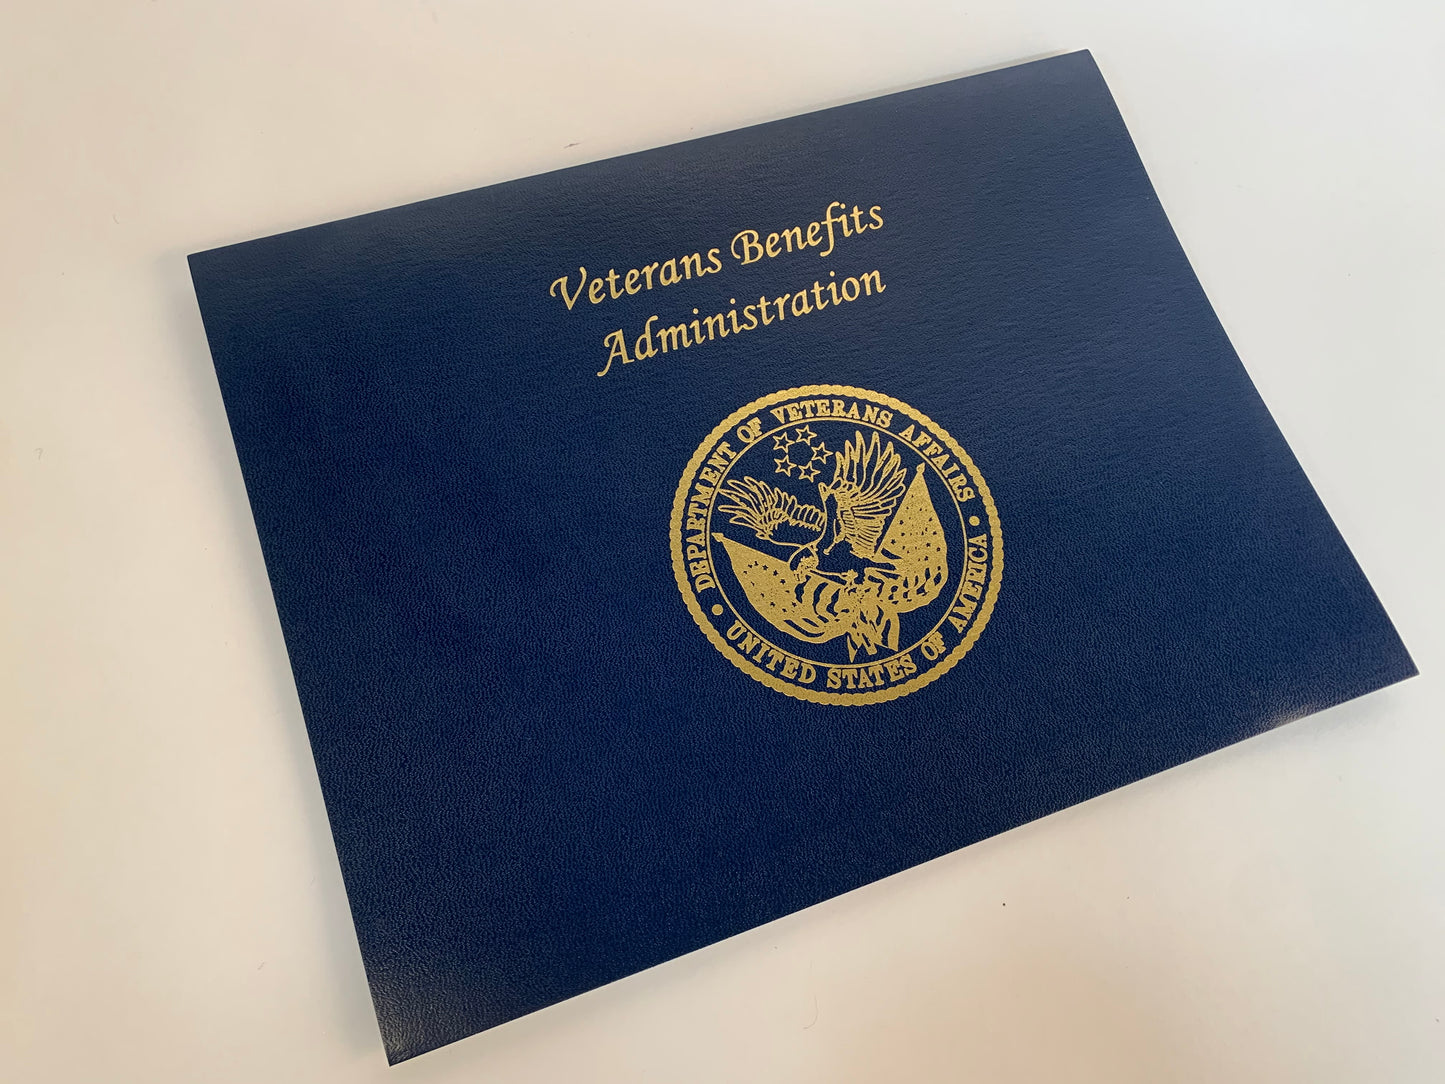 Veterans Benefits
Administration
DEPARTMENT OF VETERANS AFFAIRS
UNITED STATES OF AMERICA